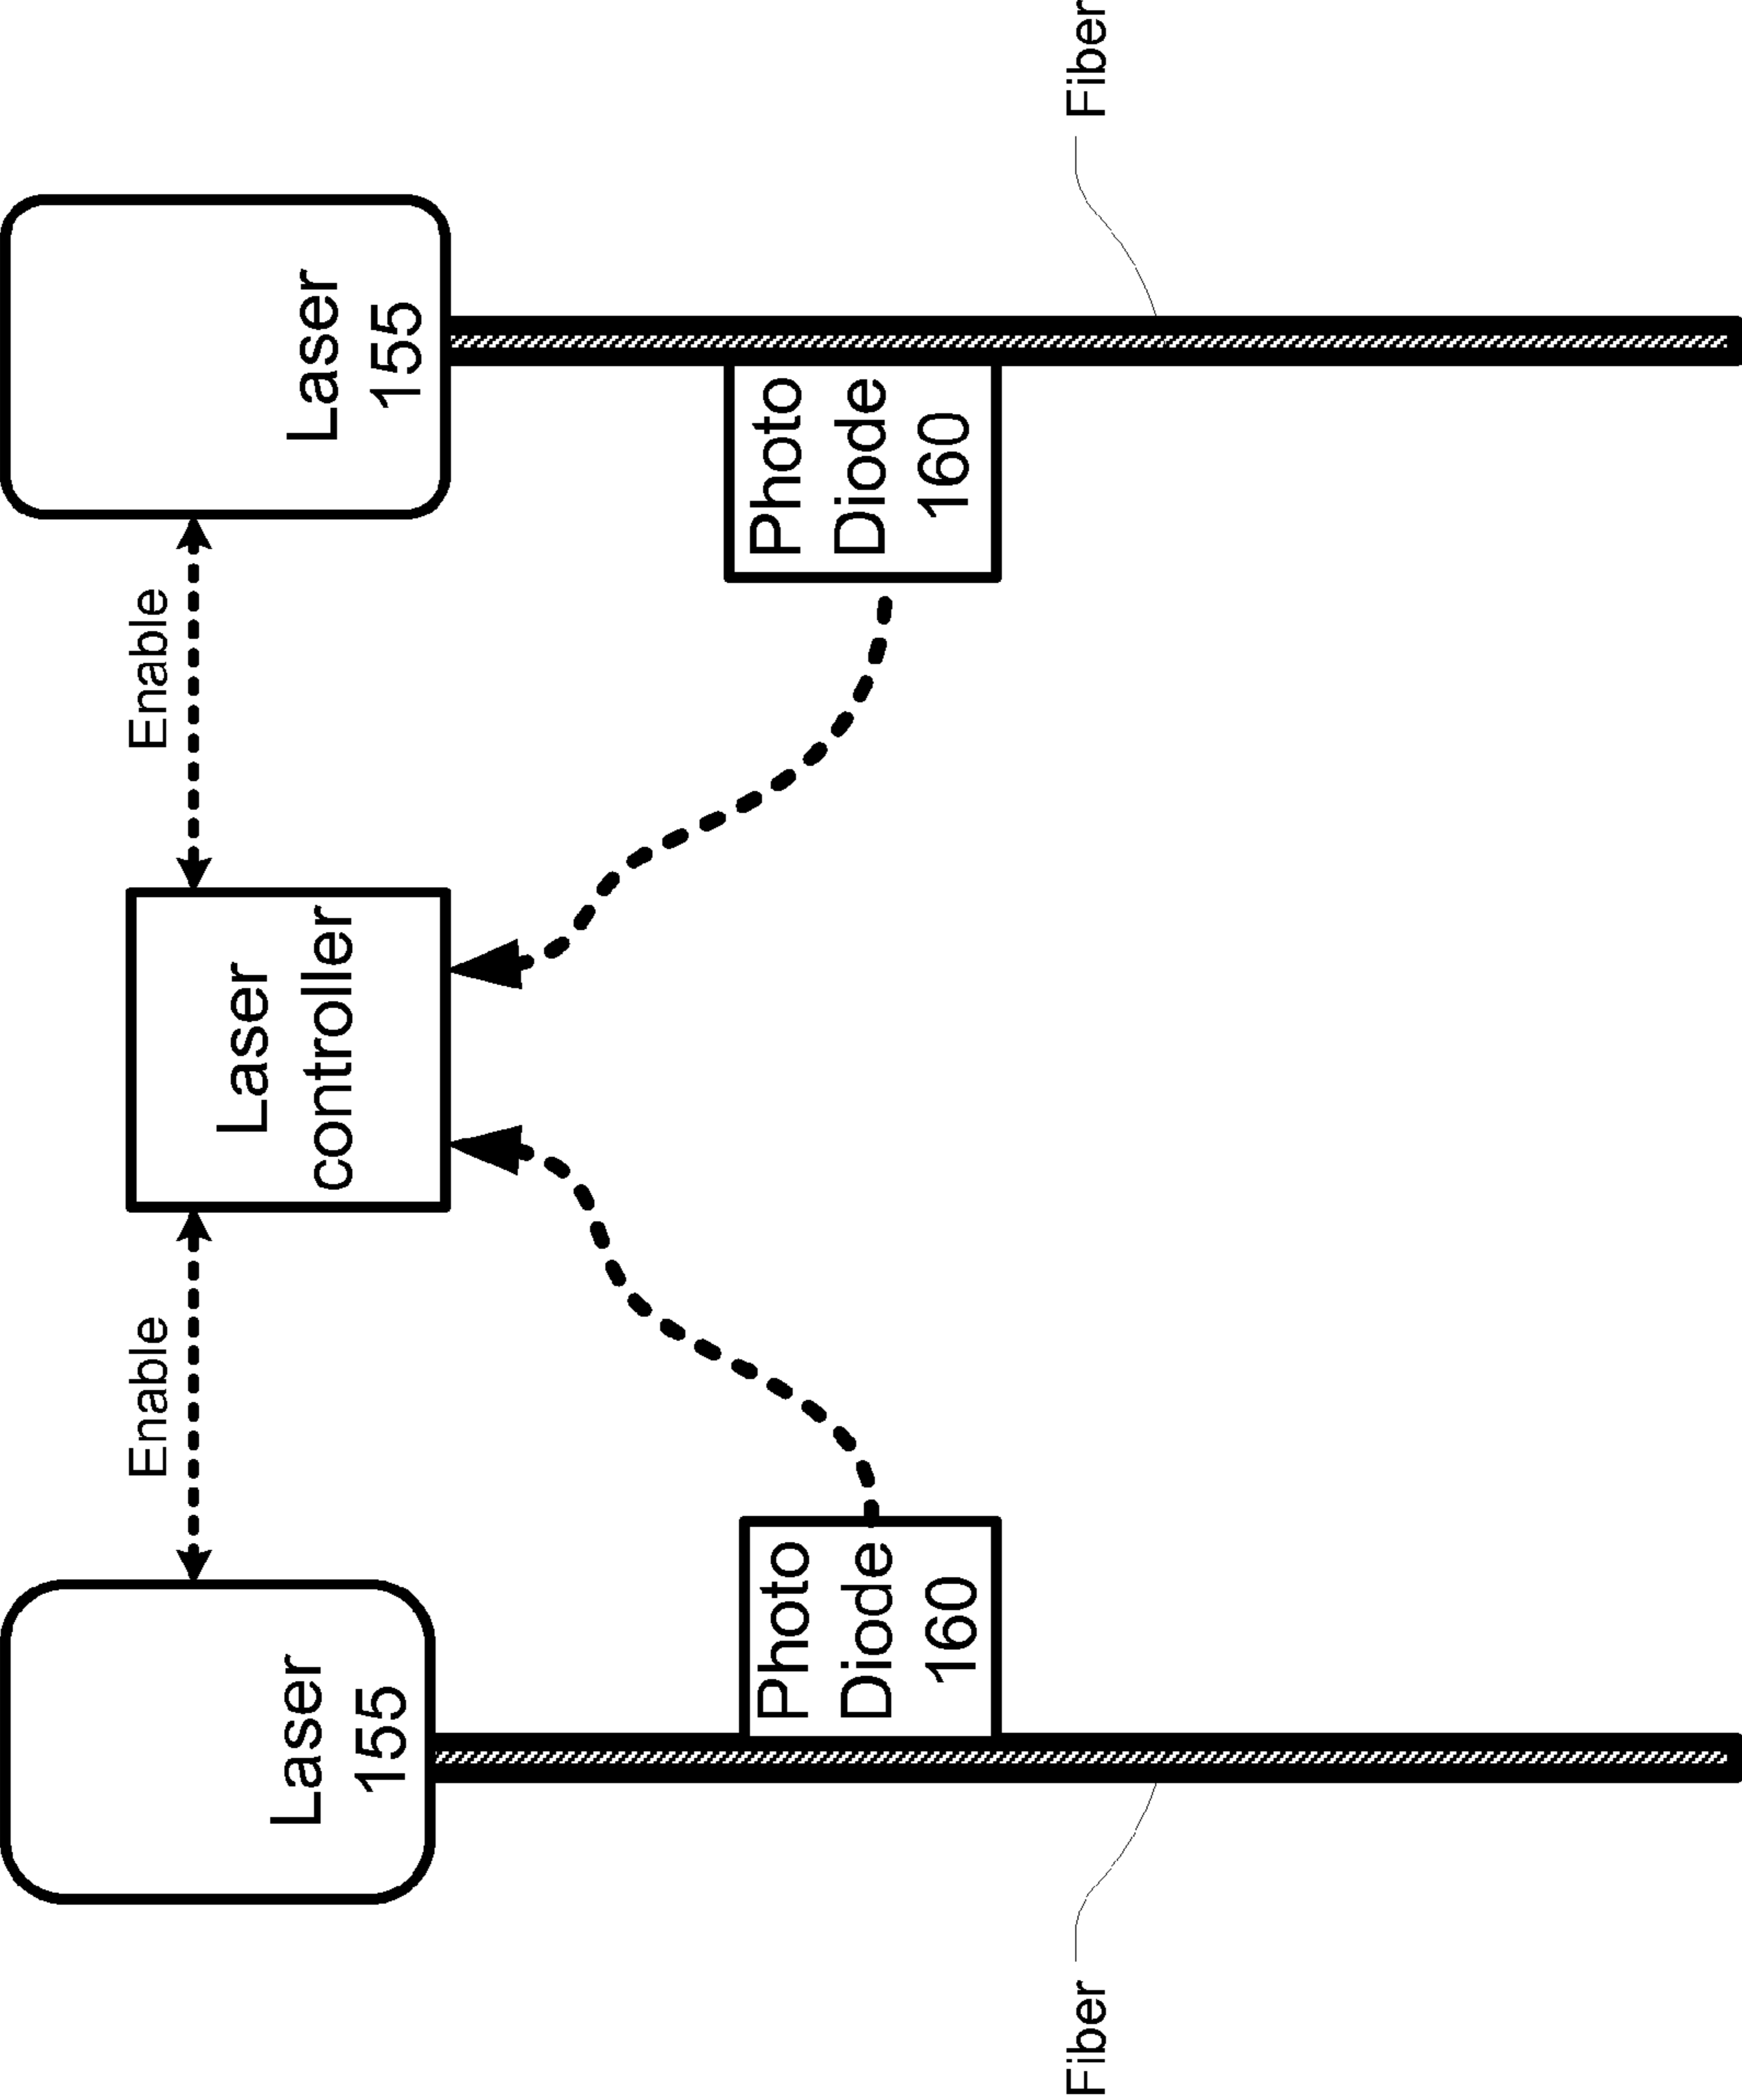 Laser
155
Enable
Laser
controller
Enable
Laser
155
Photo
Diode
160
Photo
Diode
160
Fiber
Fiber